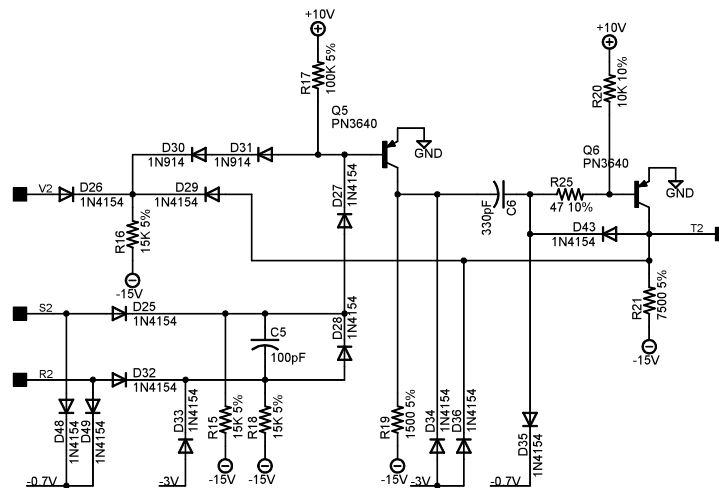 +10V
+10V
R17
100K 5%
R20
10K 10%
Q5
PN3640
GND
Q6
PN3640
GND
D30
1N914
D31
1N914
V2
D26
1N4154
D29
1N4154
D27
1N4154
R25
47 10%
330pF
C6
D43
1N4154
T2
R16
15K 5%
-15V
R21
7500 5%
-15V
S2
D25
1N4154
C5
100pF
D28
1N4154
R2
D32
1N4154
D48
1N4154
D49
1N4154
D33
1N4154
R15
15K 5%
R18
15K 5%
R19
1500 5%
D34
1N4154
D36
1N4154
D35
1N4154
-0.7V
-3V
-15V
-15V
-15V
-3V
-0.7V